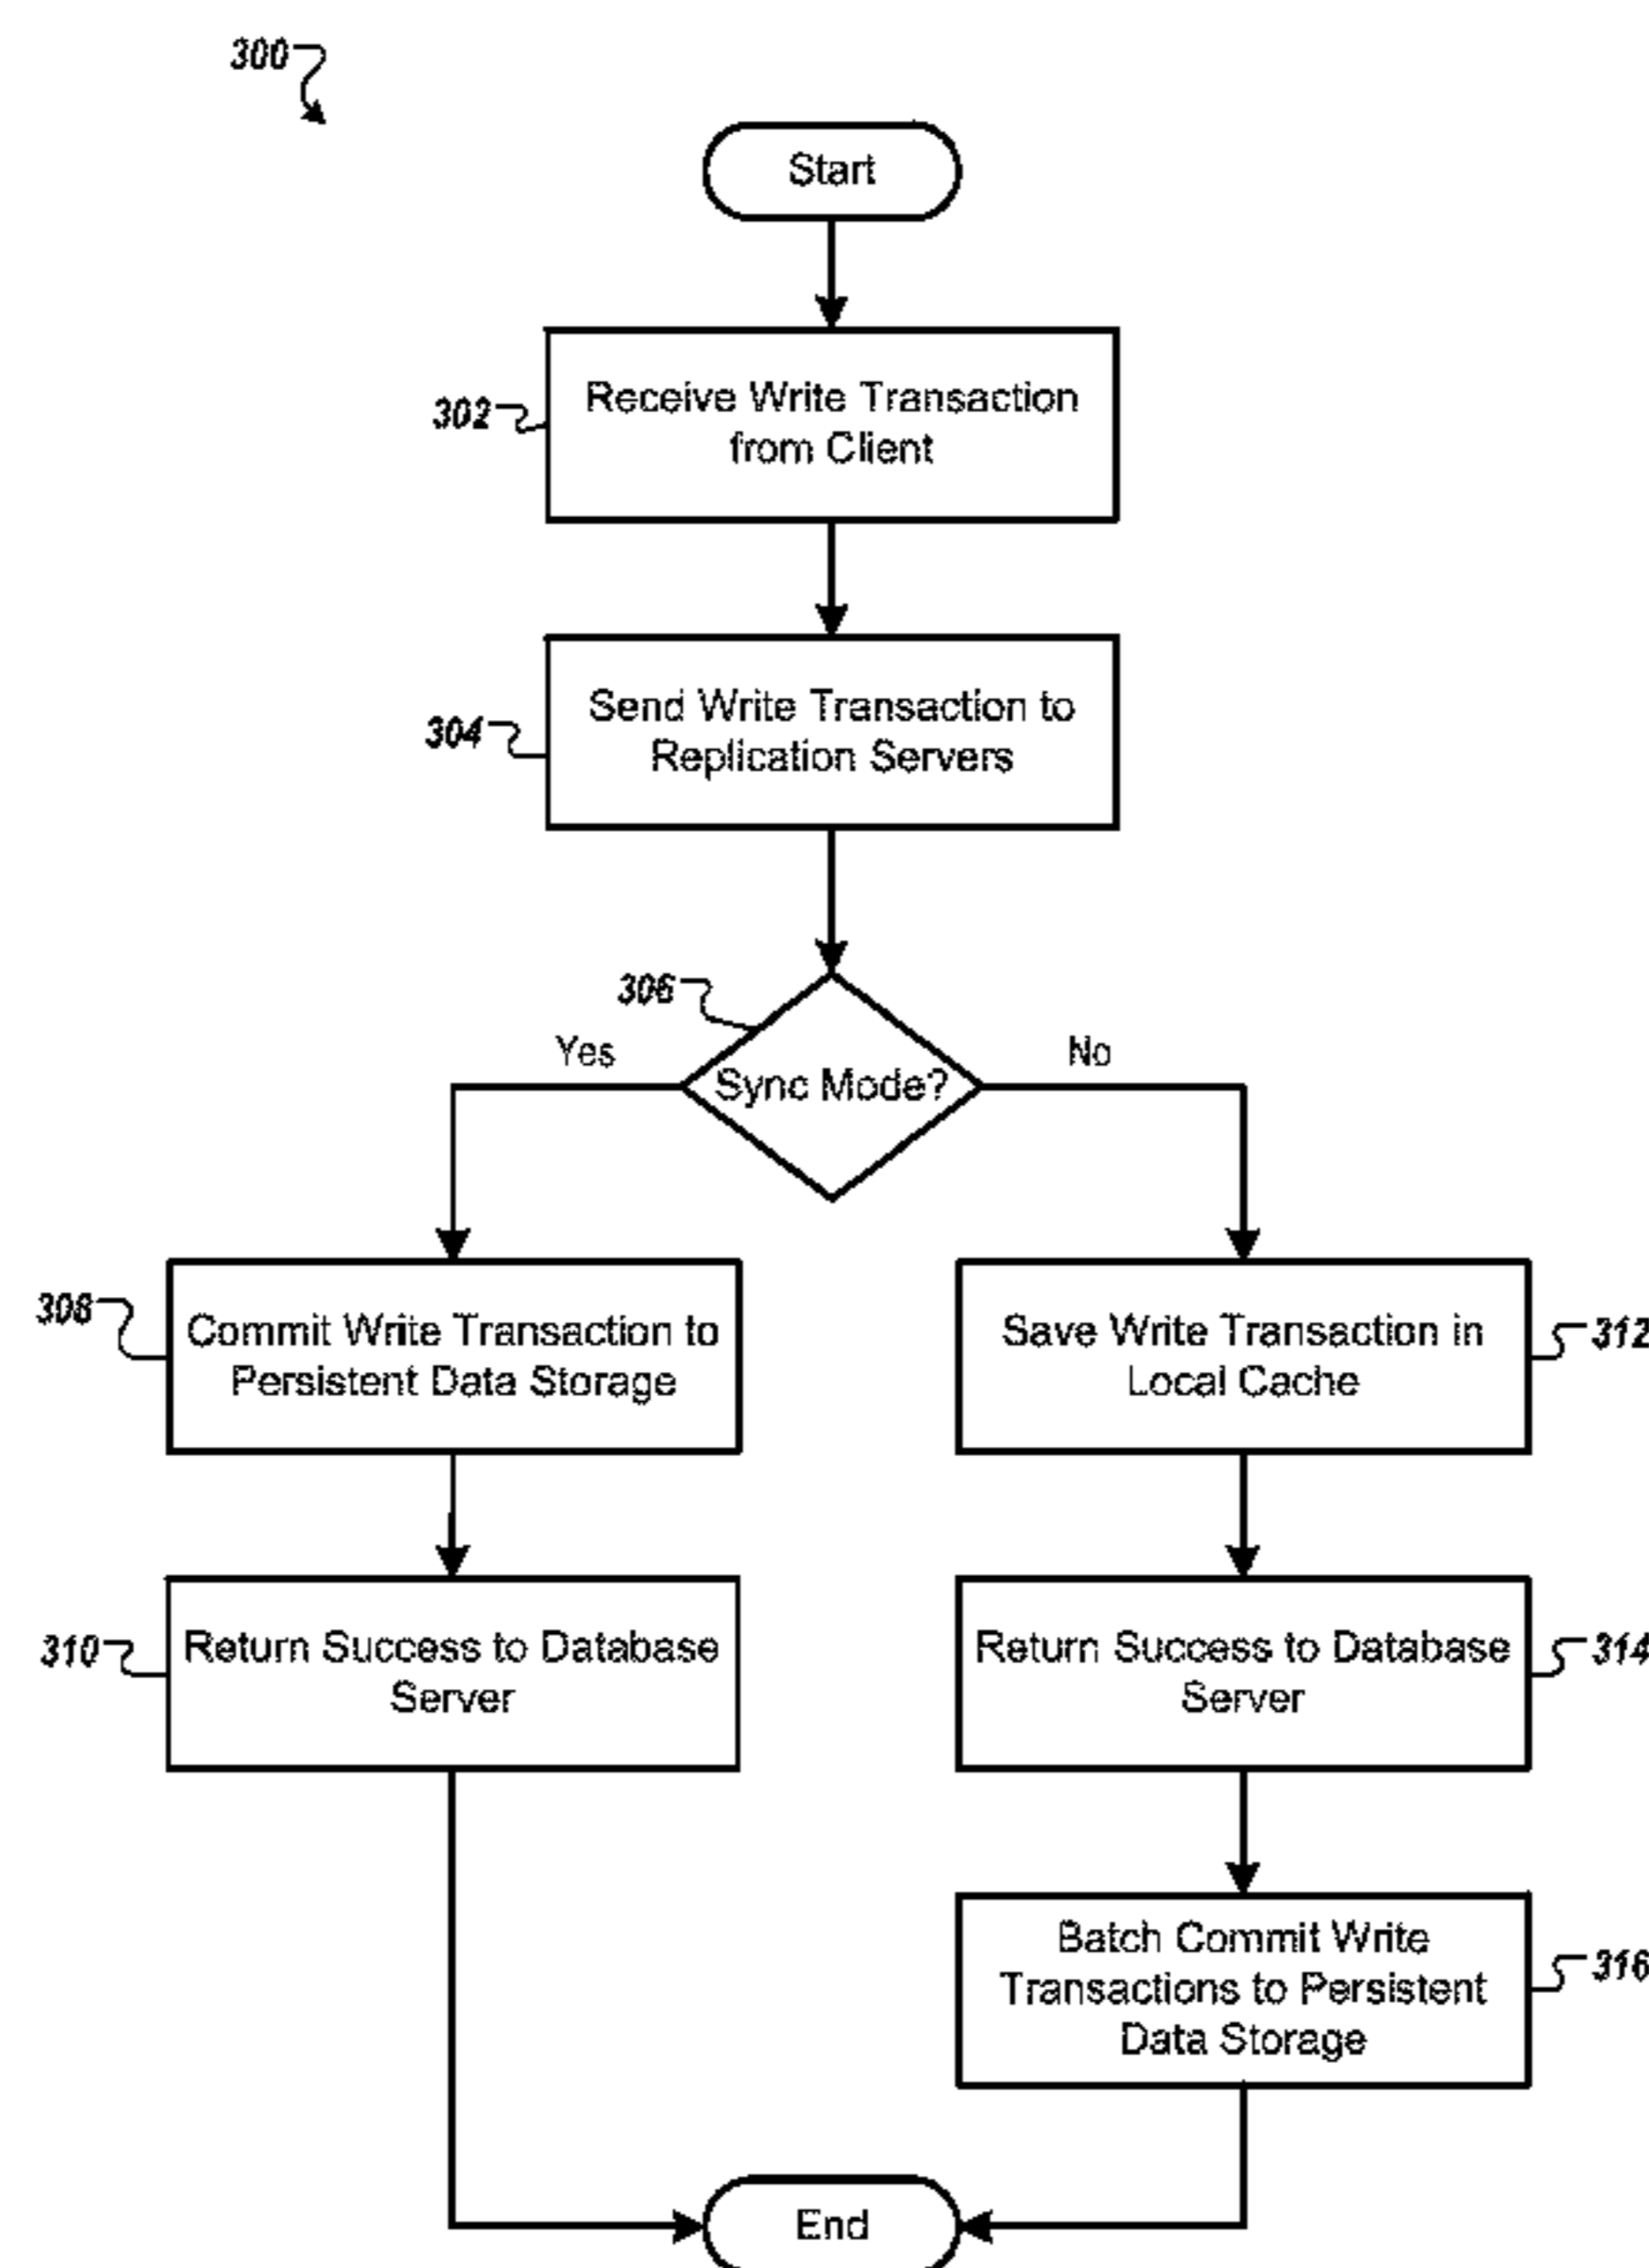 300
Start
302
Receive Write Transaction
from Client
304
Send Write Transaction to
Replication Servers
306
Yes
No
Sync Mode?
308
Commit Write Transaction to
Persistent Data Storage
Save Write Transaction in
Local Cache
312
310
Return Success to Database
Server
Return Success to Database
Server
314
Batch Commit Write
Transactions to Persistent
Data Storage
316
End